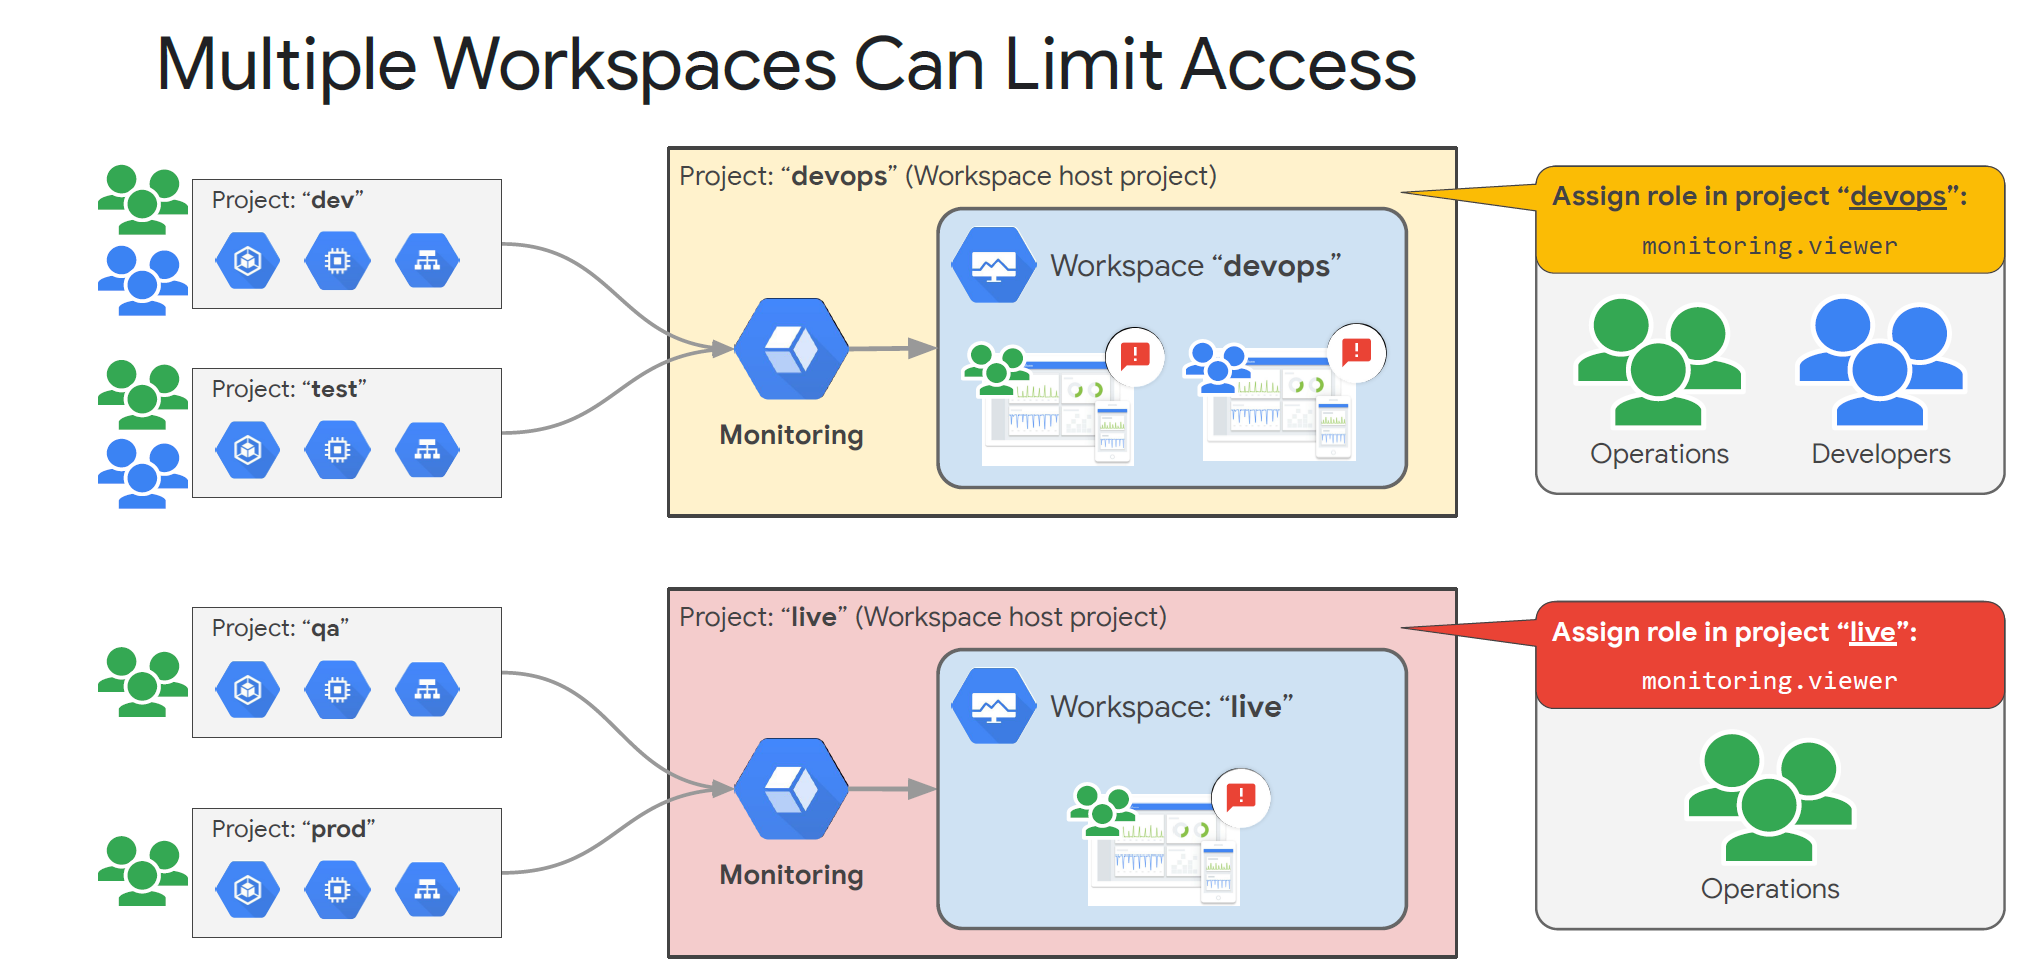 Multiple Workspaces Can Limit Access
Project: “dev”
Project: “test”
Project: “devops” (Workspace host project)
Workspace “devops”
Monitoring
Assign role in project “devops”:
monitoring.viewer
Operations
Developers
Project: “qa”
Project: “prod”
Project: “live” (Workspace host project)
Workspace: “live”
Monitoring
Assign role in project “live”:
monitoring.viewer
Operations